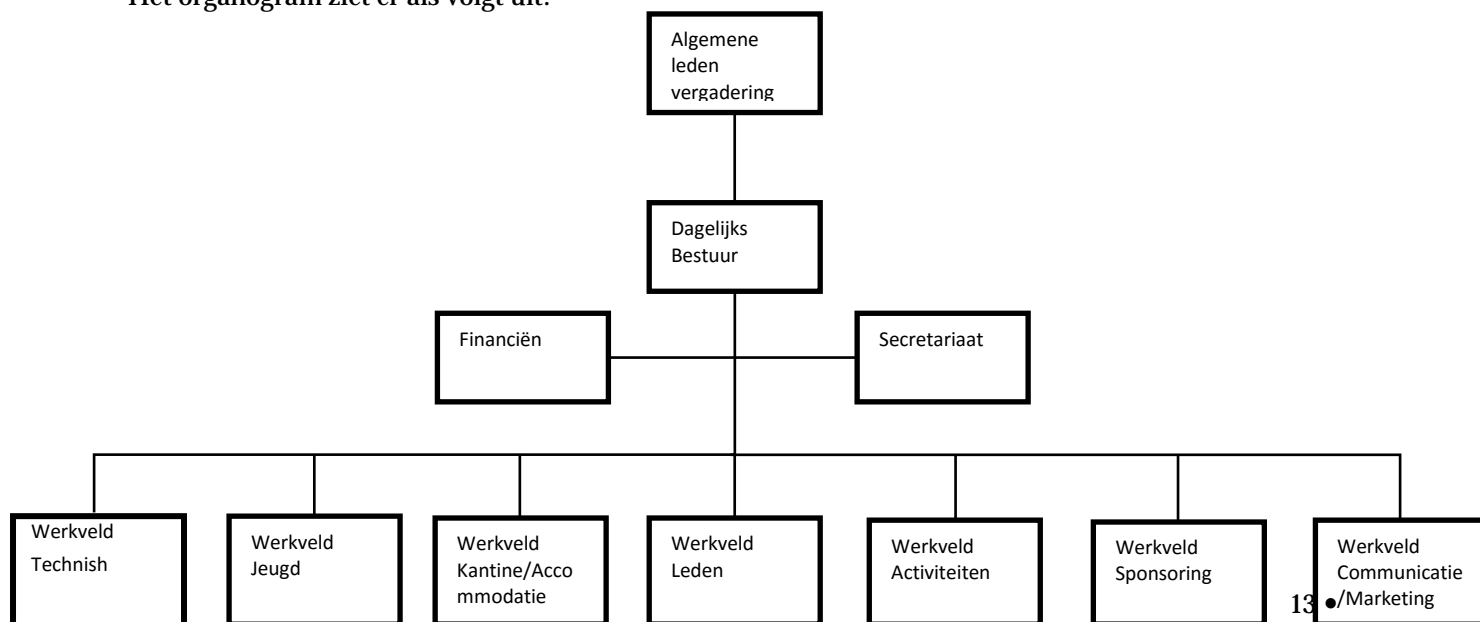 Het organogram ziet er als volgt uit:
Algemene
leden
vergadering
Dagelijks
Bestuur
Financiën
Secretariaat
Werkveld
Technish
Werkveld
Jeugd
Werkveld
Kantine/Acco
mmodatie
Werkveld
Leden
Werkveld
Activiteiten
Werkveld
Sponsoring
Werkveld
Communicatie
/Marketing
13 •